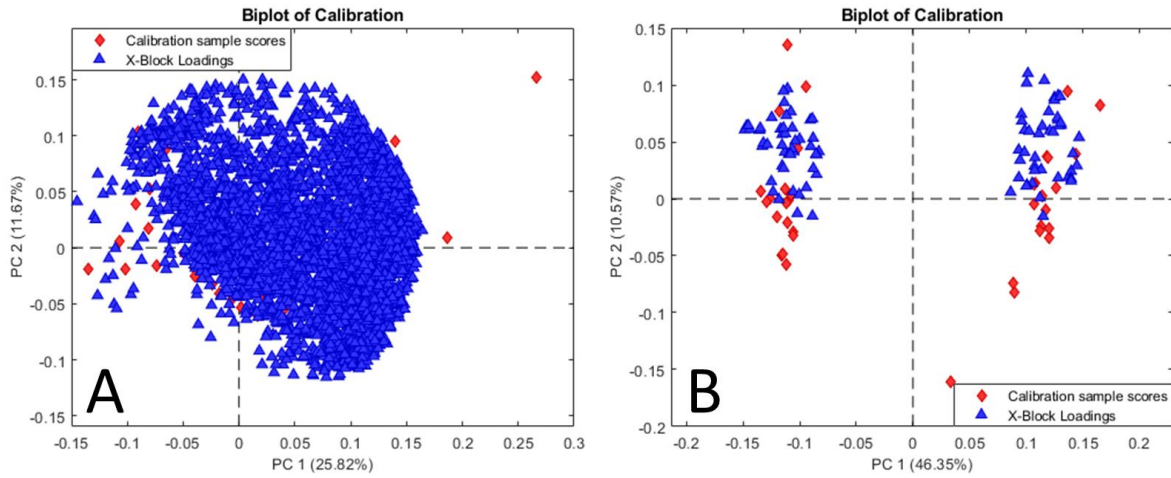 Biplot of Calibration
Calibration sample scores
X-Block Loadings
0.15
0.1
0.05
0
-0.05
-0.1
-0.15
PC 2 (11.67%)
A
-0.15
-0.1
-0.05
0
0.05
0.1
0.15
0.2
0.25
0.3
PC 1 (25.82%)
Biplot of Calibration
0.15
0.1
0.05
0
-0.05
-0.1
-0.15
-0.2
PC 2 (10.57%)
B
Calibration sample scores
X-Block Loadings
-0.2
-0.15
-0.1
-0.05
0
0.05
0.1
0.15
0.2
PC 1 (46.35%)